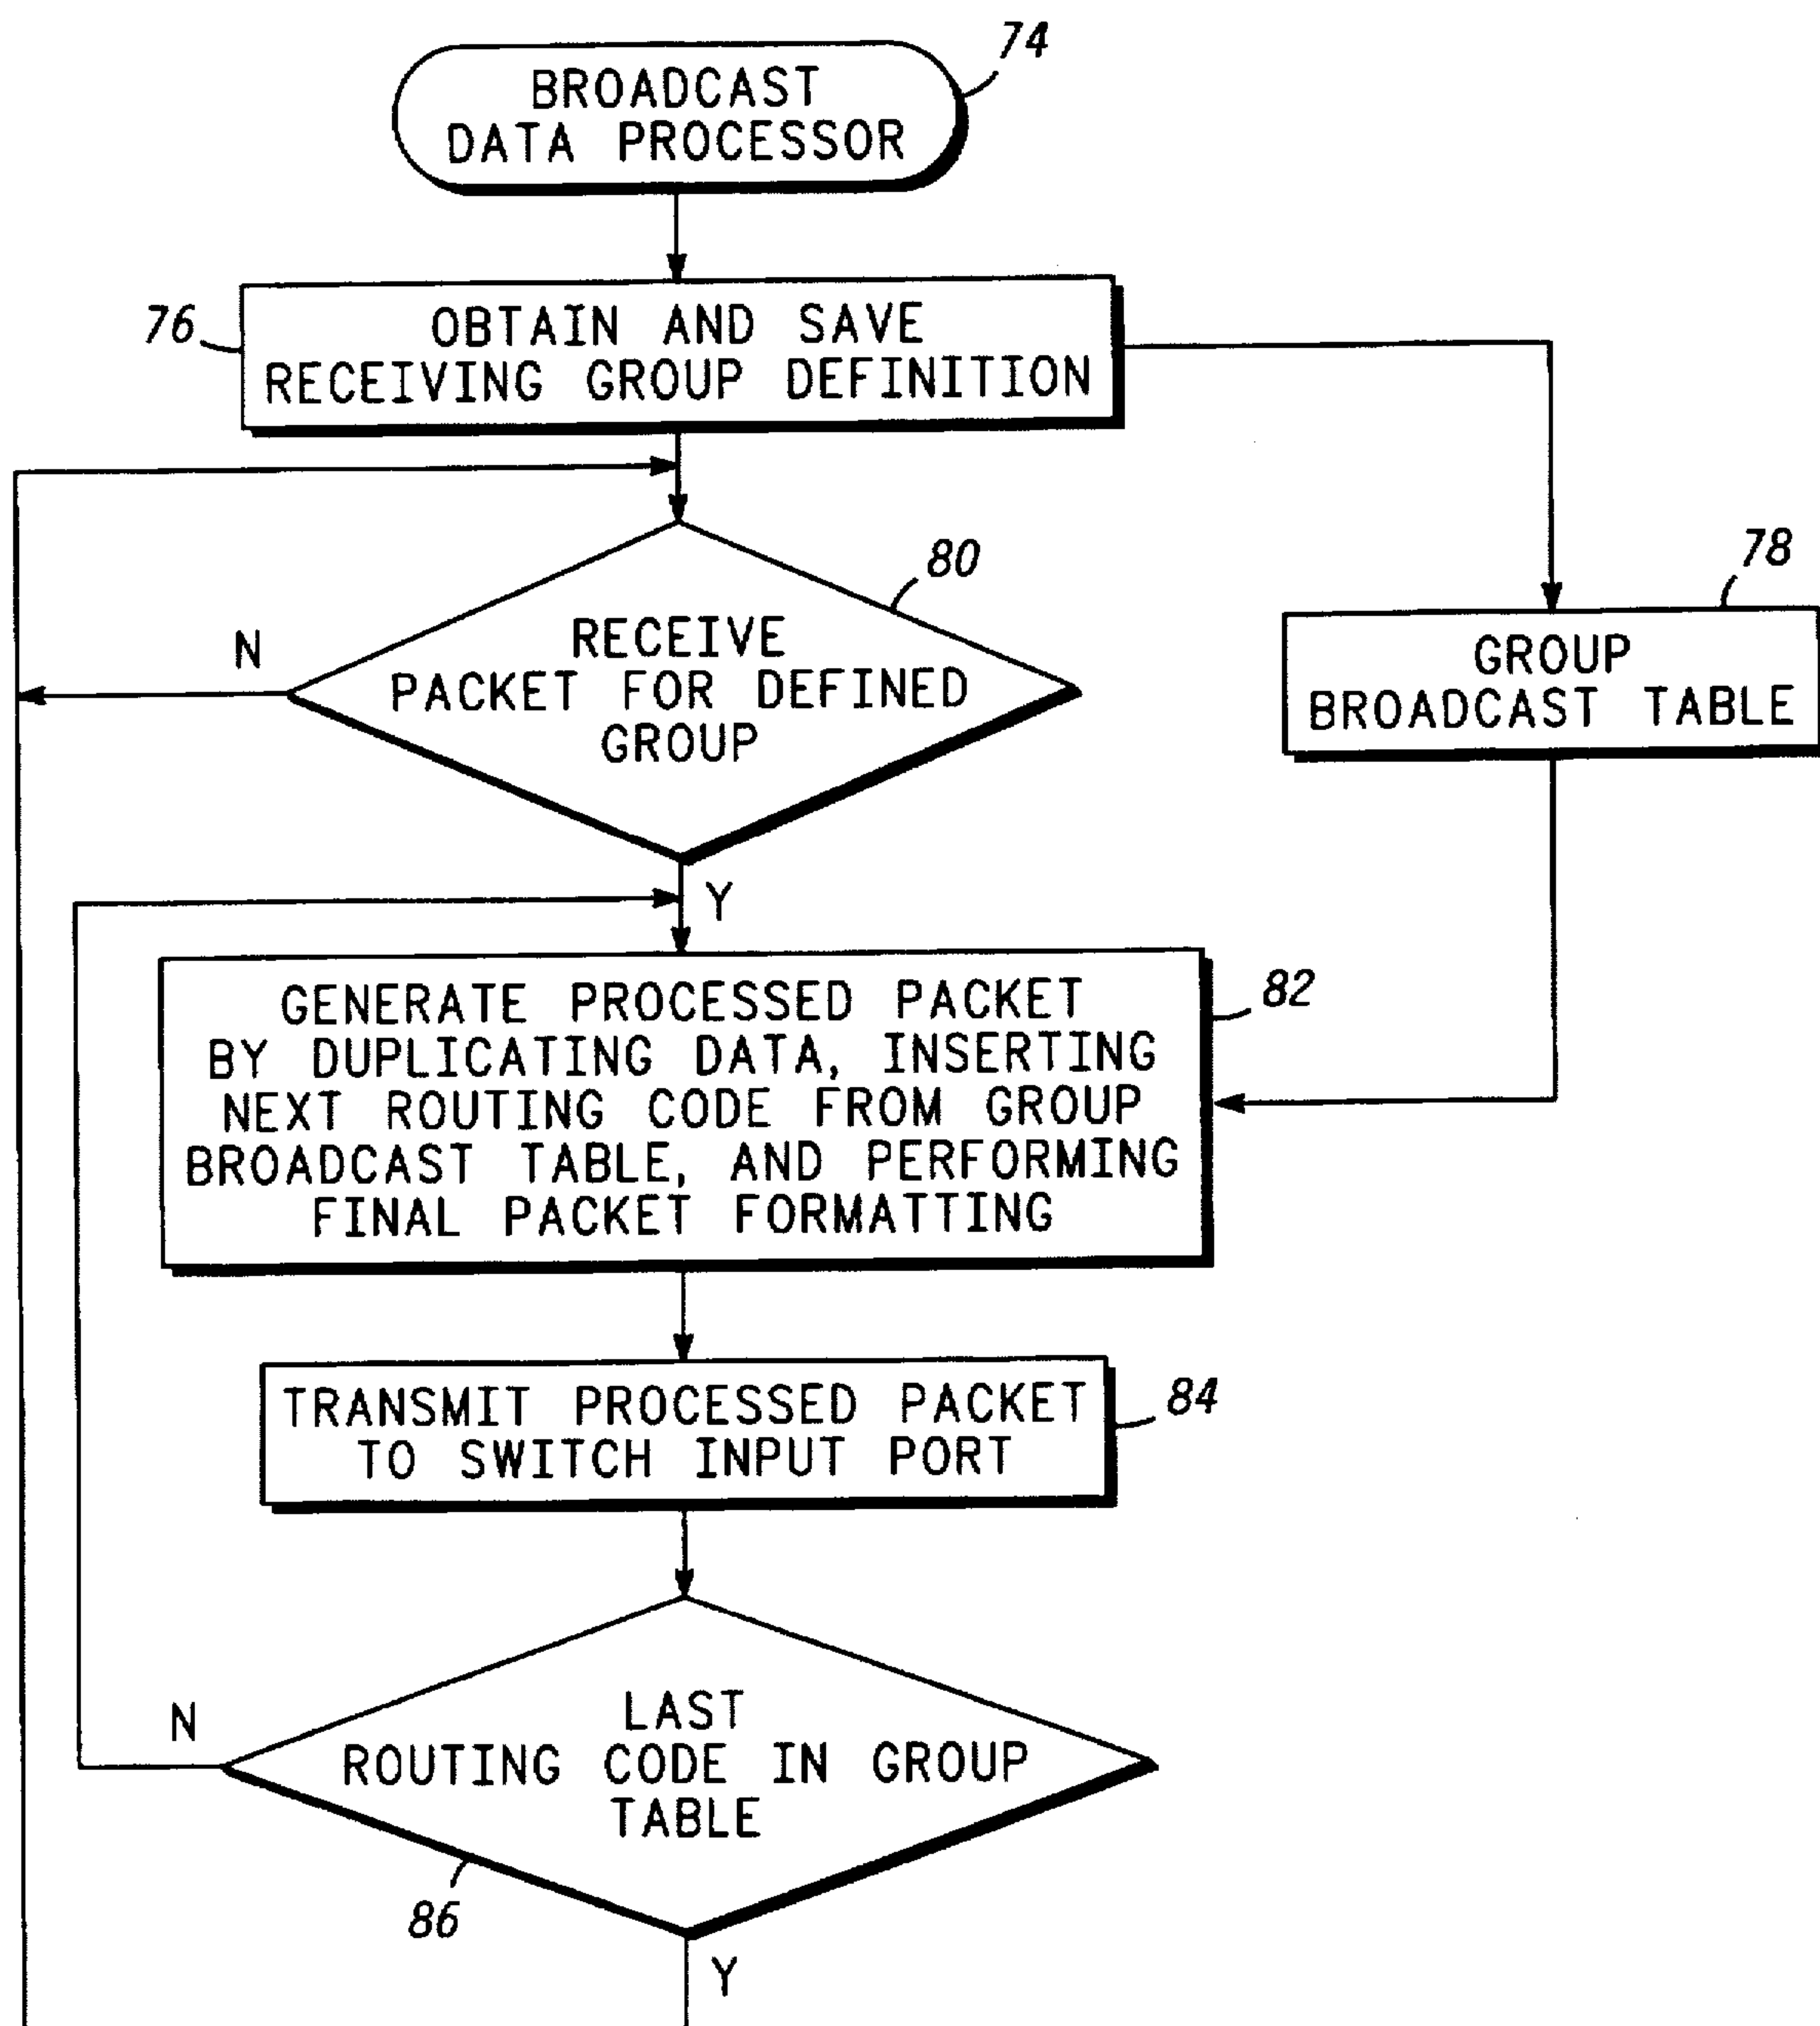 74
BROADCAST
DATA PROCESSOR
76
OBTAIN AND SAVE
RECEIVING GROUP DEFINITION
80
RECEIVE
PACKET FOR DEFINED
GROUP
N
78
GROUP
BROADCAST TABLE
Y
82
GENERATE PROCESSED PACKET
BY DUPLICATING DATA, INSERTING
NEXT ROUTING CODE FROM GROUP
BROADCAST TABLE, AND PERFORMING
FINAL PACKET FORMATTING
84
TRANSMIT PROCESSED PACKET
TO SWITCH INPUT PORT
N
LAST
ROUTING CODE IN GROUP
TABLE
86
Y